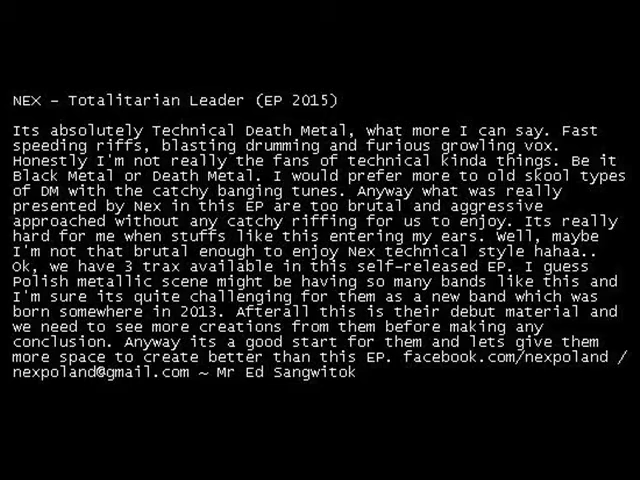 NEX - Totalitarian Leader (EP 2015)
Its absolutely Technical Death Metal, what more I can say. Fast
speeding riffs, blasting drumming and furious growling vox.
Honestly I'm not really the fans of technical kinda things. Be it
Black Metal or Death Metal. I would prefer more to old skool types
of DM with the catchy banging tunes. Anyway what was really
presented by Nex in this EP are too brutal and aggressive
approached without any catchy riffing for us to enjoy. Its really
hard for me when stuffs like this entering my ears. Well, maybe
I'm not that brutal enough to enjoy Nex technical style hahaa..
Ok, we have 3 trax available in this self-released EP. I guess
Polish metallic scene might be having so many bands like this and
I'm sure its quite challenging for them as a new band which was
born somewhere in 2013. Afterall this is their debut material and
we need to see more creations from them before making any
conclusion. Anyway its a good start for them and lets give them
more space to create better than this EP. facebook.com/nexpoland /
nexpoland@gmail.com ~ Mr Ed Sangwitok